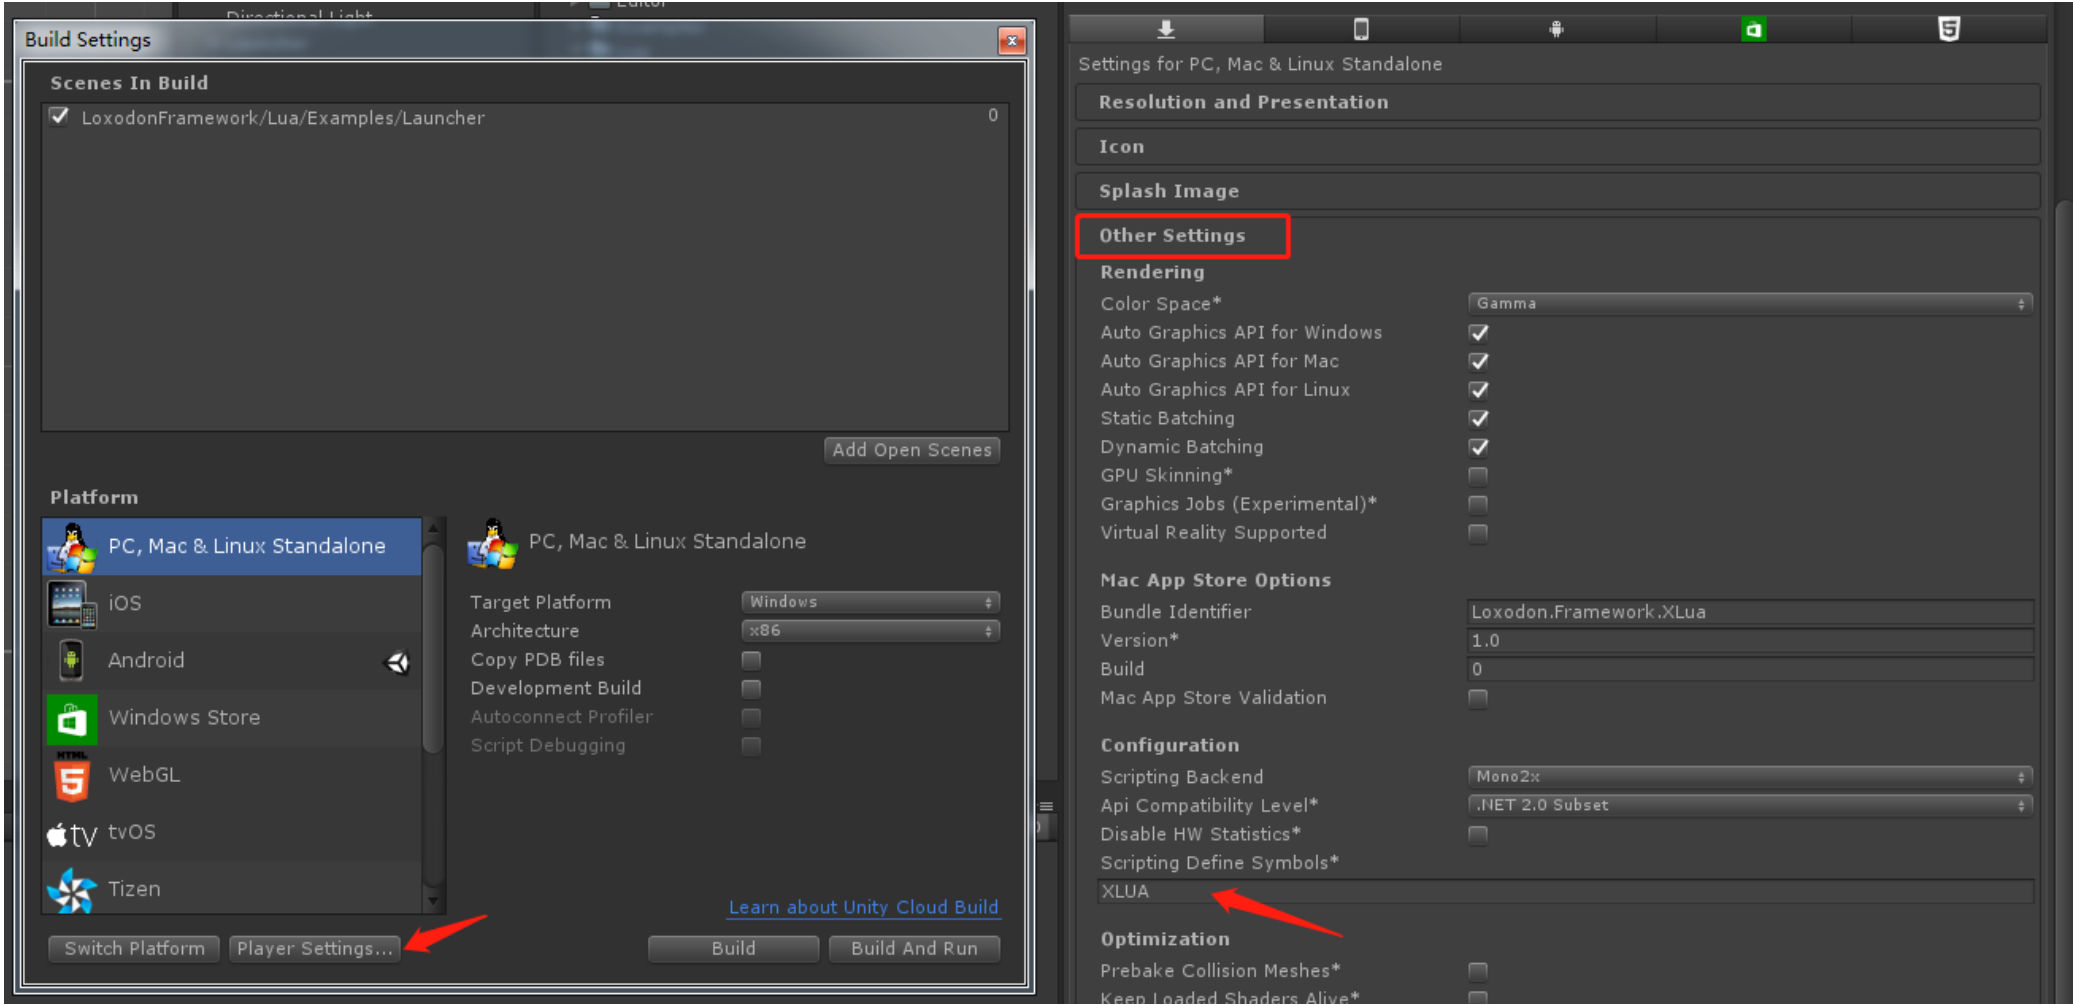 Directional Light
Editor
Build Settings
Scenes In Build
LoxodonFramework/Lua/Examples/Launcher
0
Add Open Scenes
Platform
PC, Mac & Linux Standalone
iOS
Android
Windows Store
HTML
5
WebGL
tv
tvOS
Tizen
PC, Mac & Linux Standalone
Target Platform
Windows
Architecture
x86
Copy PDB files
Development Build
Autoconnect Profiler
Script Debugging
Learn about Unity Cloud Build
Switch Platform
Player Settings...
Build
Build And Run
5
Settings for PC, Mac & Linux Standalone
Resolution and Presentation
Icon
Splash Image
Other Settings
Rendering
Color Space*
Gamma
Auto Graphics API for Windows
Auto Graphics API for Mac
Auto Graphics API for Linux
Static Batching
Dynamic Batching
GPU Skinning*
Graphics Jobs (Experimental)*
Virtual Reality Supported
Mac App Store Options
Bundle Identifier
Loxodon.Framework.XLua
Version*
1.0
Build
0
Mac App Store Validation
Configuration
Scripting Backend
Mono2x
Api Compatibility Level*
.NET 2.0 Subset
Disable HW Statistics*
Scripting Define Symbols*
XLUA
Optimization
Prebake Collision Meshes*
Keep Loaded Shaders Alive*